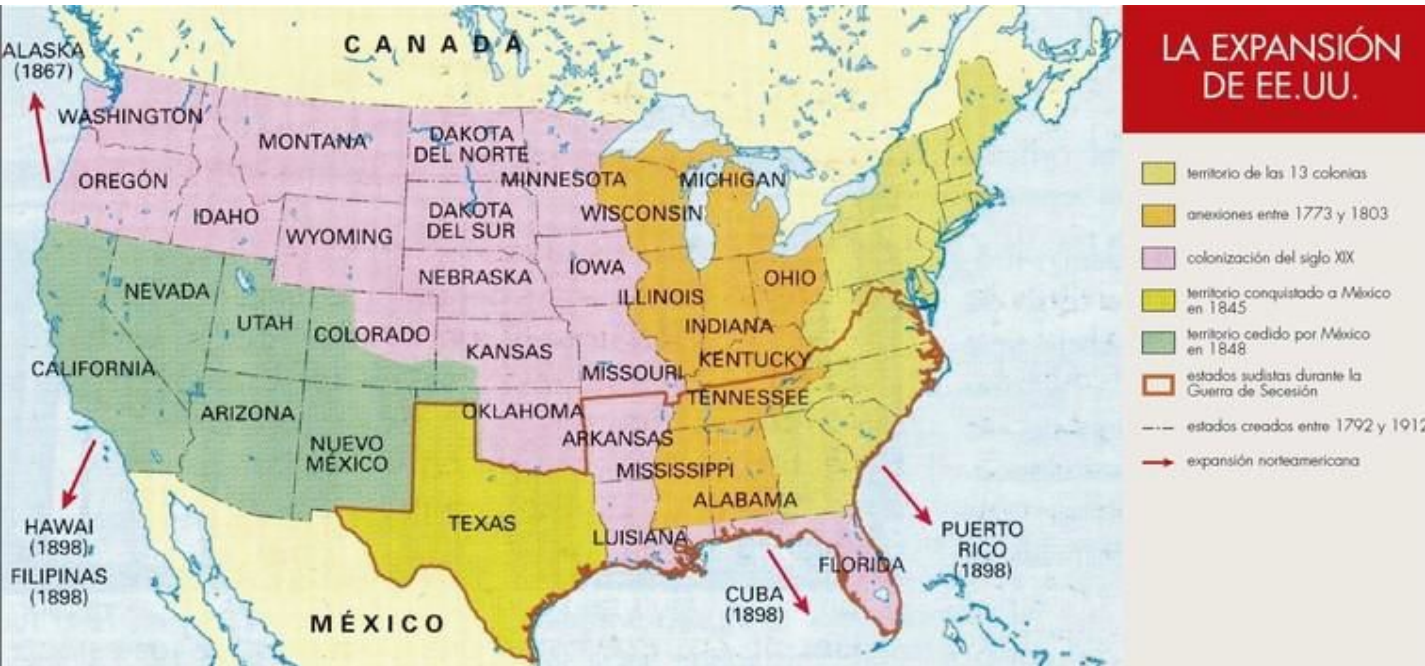 LA EXPANSIÓN
DE EE.UU.
territorio de las 13 colonias
anexiones entre 1773 y 1803
colonización del siglo XIX
territorio conquistado a México
en 1845
territorio cedido por México
en 1848
estados sudistas durante la
Guerra de Secesión
estados creados entre 1792 y 1912
expansión norteamericana
CANADÁ
ALASKA
(1867)
WASHINGTON
MONTANA
DAKOTA
DEL NORTE
MINNESOTA
MICHIGAN
OREGÓN
IDAHO
WYOMING
DAKOTA
DEL SUR
WISCONSIN
NEBRASKA
IOWA
NEVADA
UTAH
COLORADO
ILLINOIS
OHIO
INDIANA
KANSAS
KENTUCKY
CALIFORNIA
MISSOURI
ARIZONA
OKLAHOMA
TENNESSEE
NUEVO
MÉXICO
ARKANSAS
MISSISSIPPI
ALABAMA
TEXAS
LUISIANA
FLORIDA
HAWAI
(1898)
FILIPINAS
(1898)
MÉXICO
CUBA
(1898)
PUERTO
RICO
(1898)